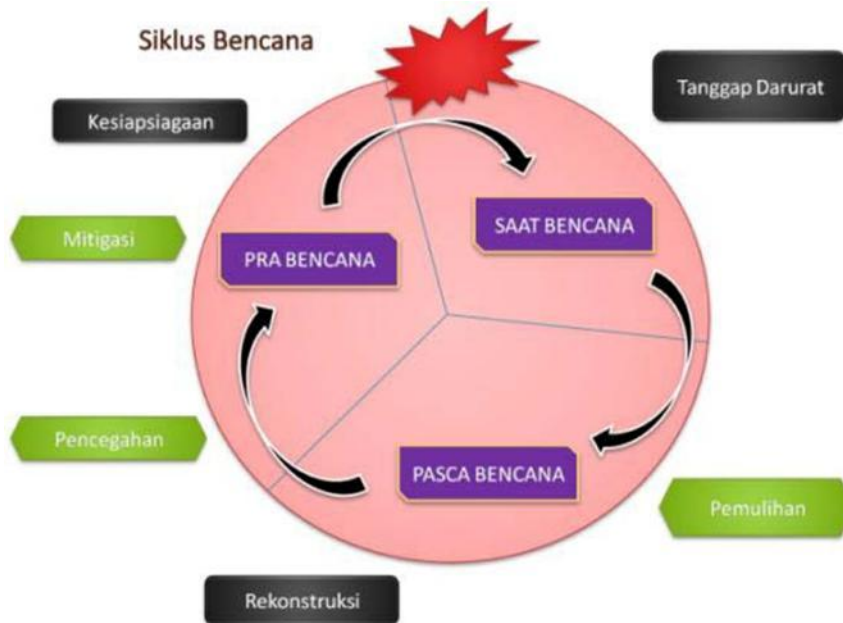 Siklus Bencana
Tanggap Darurat
Kesiapsiagaan
SAAT BENCANA
Mitigasi
PRA BENCANA
Pencegahan
PASCA BENCANA
Pemulihan
Rekonstruksi